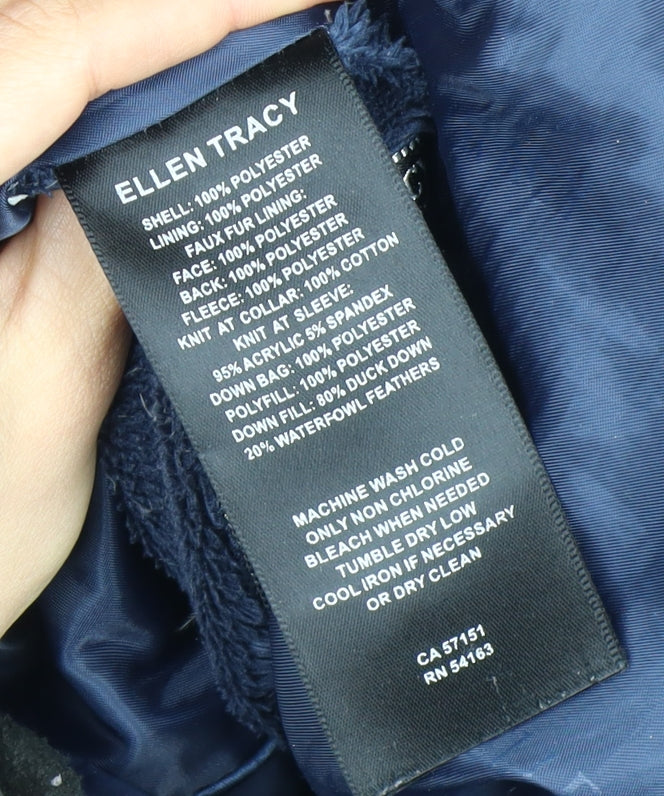 ELLEN TRACY
SHELL: 100% POLYESTER
LINING: 100% POLYESTER
FAUX FUR LINING:
FACE: 100% POLYESTER
BACK: 100% POLYESTER
FLEECE: 100% POLYESTER
KNIT AT COLLAR: 100% COTTON
KNIT AT SLEEVE:
95% ACRYLIC 5% SPANDEX
DOWN BAG: 100% POLYESTER
POLYFILL: 100% POLYESTER
DOWN FILL: 80% DUCK DOWN
20% WATERFOWL FEATHERS
MACHINE WASH COLD
ONLY NON CHLORINE
BLEACH WHEN NEEDED
TUMBLE DRY LOW
COOL IRON IF NECESSARY
OR DRY CLEAN
CA 57151
RN 54163